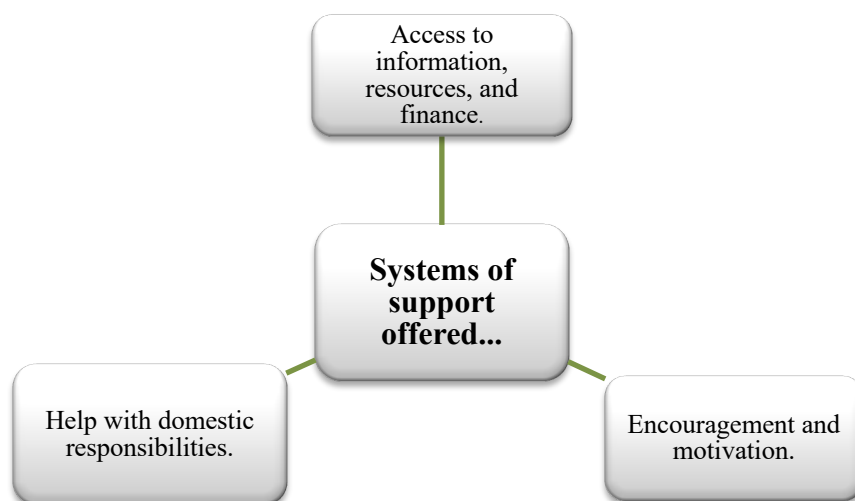 Access to
information,
resources, and
finance.
Systems of
support
offered...
Help with domestic
responsibilities.
Encouragement and
motivation.